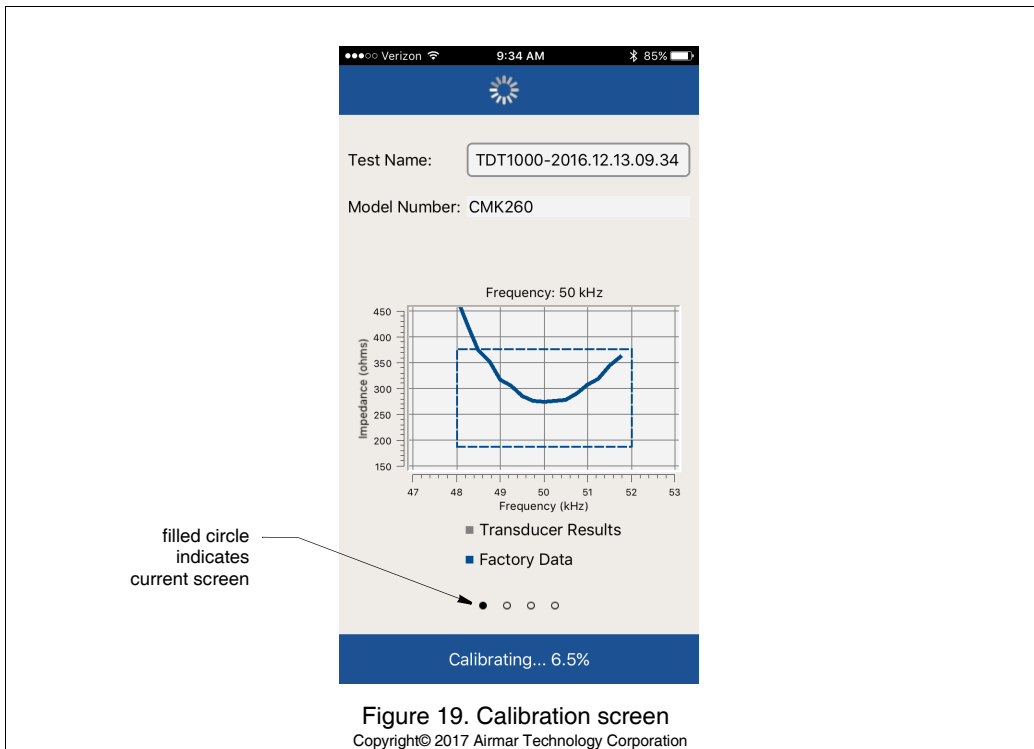 ●●●○○ Verizon 9:34 AM 85%
Test Name: TDT1000-2016.12.13.09.34
Model Number: CMK260
Frequency: 50 kHz
Impedance (ohms)
450
400
350
300
250
200
150
47 48 49 50 51 52 53
Frequency (kHz)
Transducer Results
Factory Data
filled circle
indicates
current screen
Calibrating... 6.5%
Figure 19. Calibration screen
Copyright© 2017 Airmar Technology Corporation